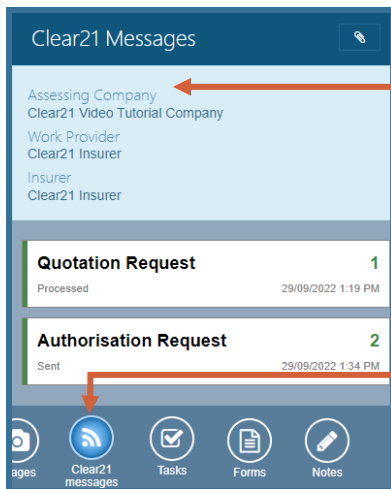 Clear21 Messages
Assessing Company
Clear21 Video Tutorial Company
Work Provider
Clear21 Insurer
Insurer
Clear21 Insurer
Quotation Request 1
Processed 29/09/2022 1:19 PM
Authorisation Request 2
Sent 29/09/2022 1:34 PM
ages Clear21 messages Tasks Forms Notes